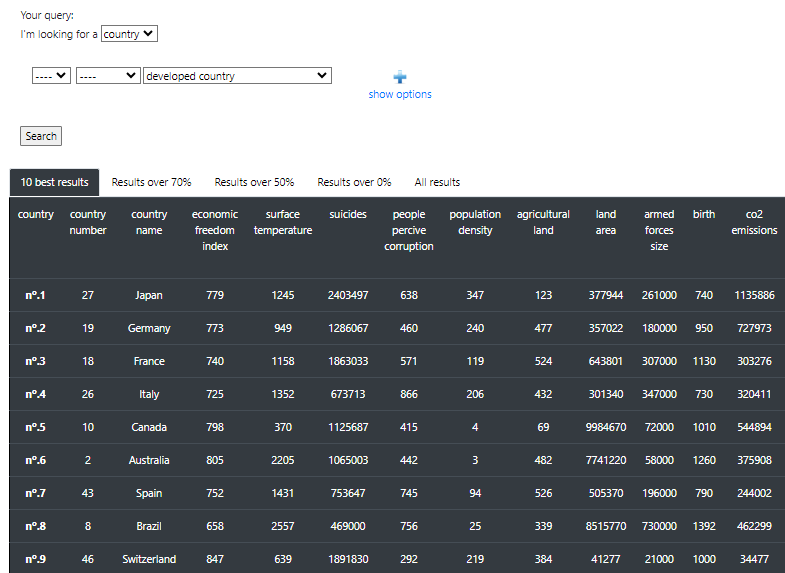 Your query:
I'm looking for a country
---- ---- developed country
show options
Search
10 best results Results over 70% Results over 50% Results over 0% All results
country country number country name economic freedom index surface temperature suicides people percive corruption population density agricultural land land area armed forces size birth co2 emissions
nº.1 27 Japan 779 1245 2403497 638 347 123 377944 261000 740 1135886
nº.2 19 Germany 773 949 1286067 460 240 477 357022 180000 950 727973
nº.3 18 France 740 1158 1863033 571 119 524 643801 307000 1130 303276
nº.4 26 Italy 725 1352 673713 866 206 432 301340 347000 730 320411
nº.5 10 Canada 798 370 1125687 415 4 69 9984670 72000 1010 544894
nº.6 2 Australia 805 2205 1065003 442 3 482 7741220 58000 1260 375908
nº.7 43 Spain 752 1431 753647 745 94 526 505370 196000 790 244002
nº.8 8 Brazil 658 2557 469000 756 25 339 8515770 730000 1392 462299
nº.9 46 Switzerland 847 639 1891830 292 219 384 41277 21000 1000 34477